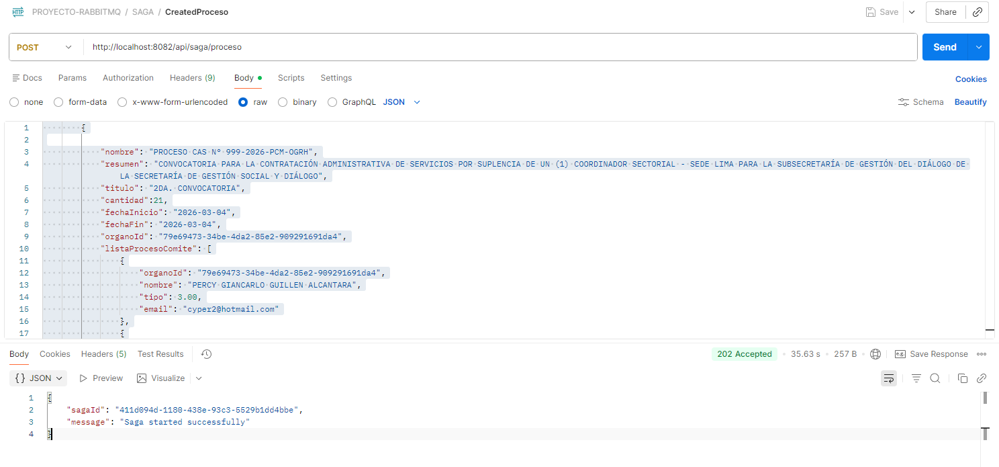 HTTP PROYECTO-RABBITMQ / SAGA / CreatedProceso
Save Share
POST http://localhost:8082/api/saga/proceso Send
Docs Params Authorization Headers (9) Body Scripts Settings Cookies
none form-data x-www-form-urlencoded raw binary GraphQL JSON Schema Beautify
1 {
2
3 "nombre": "PROCESO CAS N° 999-2026-PCM-OGRH",
4 "resumen": "CONVOCATORIA PARA LA CONTRATACIÓN ADMINISTRATIVA DE SERVICIOS POR SUPLENCIA DE UN (1) COORDINADOR SECTORIAL - SEDE LIMA PARA LA SUBSECRETARÍA DE GESTIÓN DEL DIÁLOGO DE
LA SECRETARÍA DE GESTIÓN SOCIAL Y DIÁLOGO",
5 "titulo": "2DA. CONVOCATORIA",
6 "cantidad":21,
7 "fechaInicio": "2026-03-04",
8 "fechaFin": "2026-03-04",
9 "organoId": "79e69473-34be-4da2-85e2-909291691da4",
10 "listaProcesoComite": [
11 {
12 "organoId": "79e69473-34be-4da2-85e2-909291691da4",
13 "nombre": "PERCY GIANCARLO GUILLEN ALCANTARA",
14 "tipo": 3.00,
15 "email": "cyper2@hotmail.com"
16 },
17 {
Body Cookies Headers (5) Test Results 202 Accepted 35.63 s 257 B e.g. Save Response
{} JSON Preview Visualize
1 {
2 "sagaId": "411d094d-1180-438e-93c3-5529b1dd4bbe",
3 "message": "Saga started successfully"
4 }